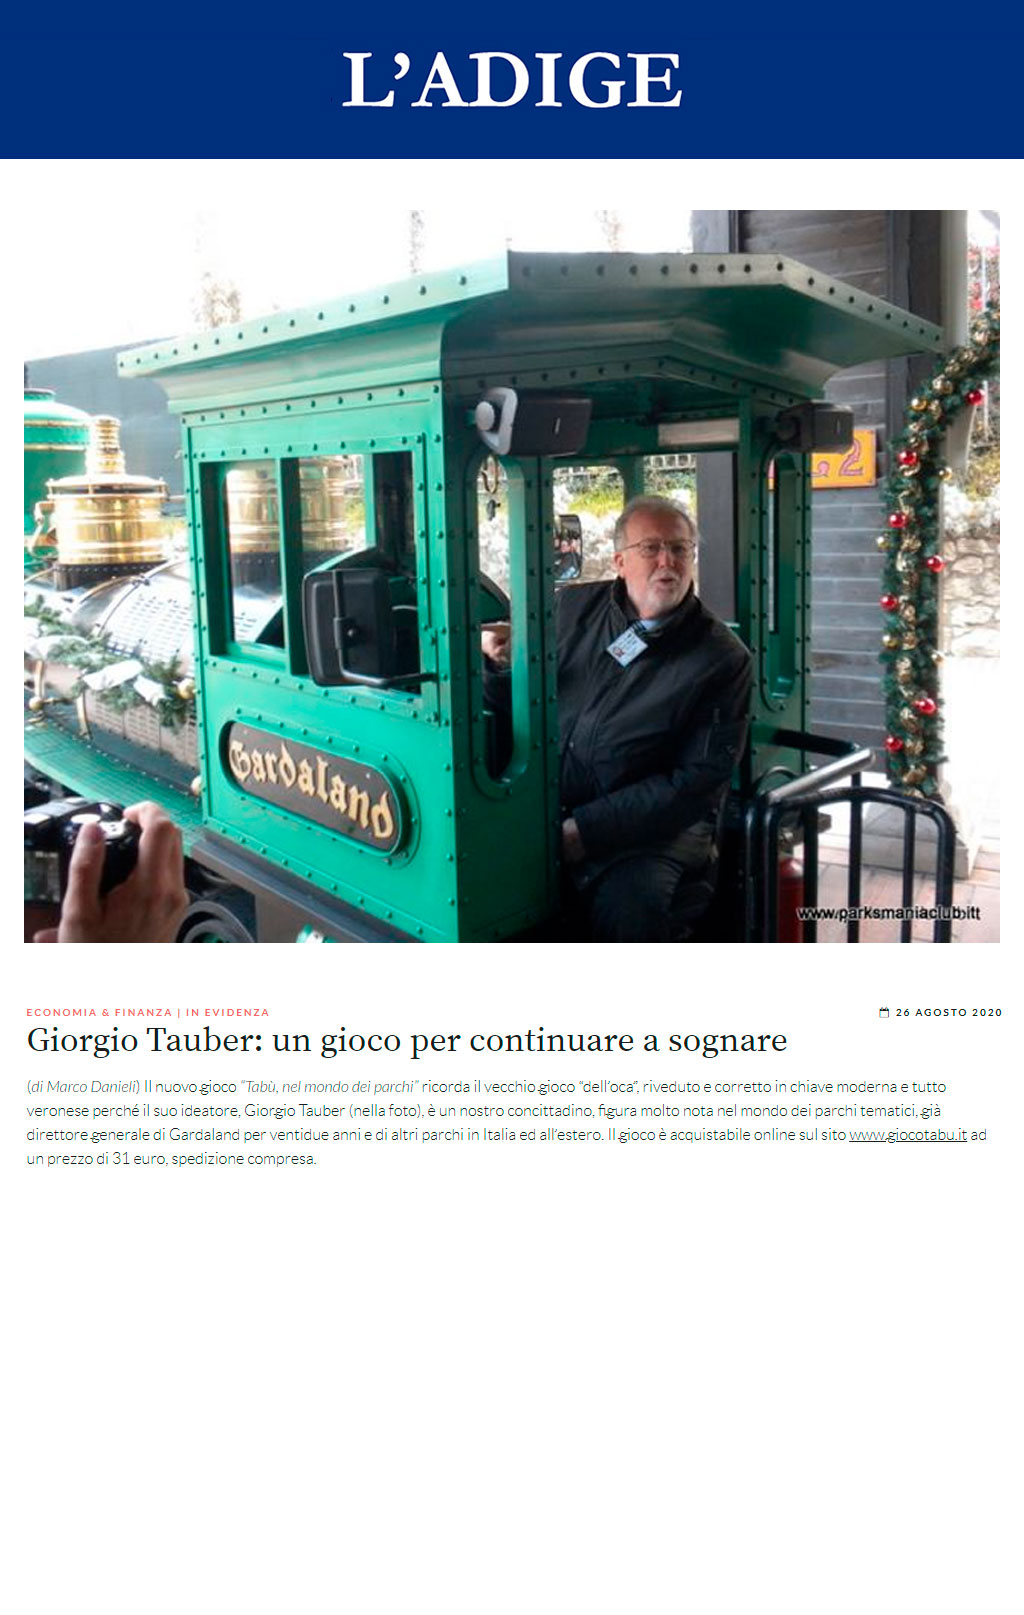 L'ADIGE
L2
Gardaland
www.parksmaniaclub.it
ECONOMIA & FINANZA | IN EVIDENZA
26 AGOSTO 2020
Giorgio Tauber: un gioco per continuare a sognare
(di Marco Danieli) Il nuovo gioco “Tabù, nel mondo dei parchi” ricorda il vecchio gioco “dell’oca”, riveduto e corretto in chiave moderna e tutto
veronese perché il suo ideatore, Giorgio Tauber (nella foto), è un nostro concittadino, figura molto nota nel mondo dei parchi tematici, già
direttore generale di Gardaland per ventidue anni e di altri parchi in Italia ed all’estero. Il gioco è acquistabile online sul sito www.giocotabu.it ad
un prezzo di 31 euro, spedizione compresa.